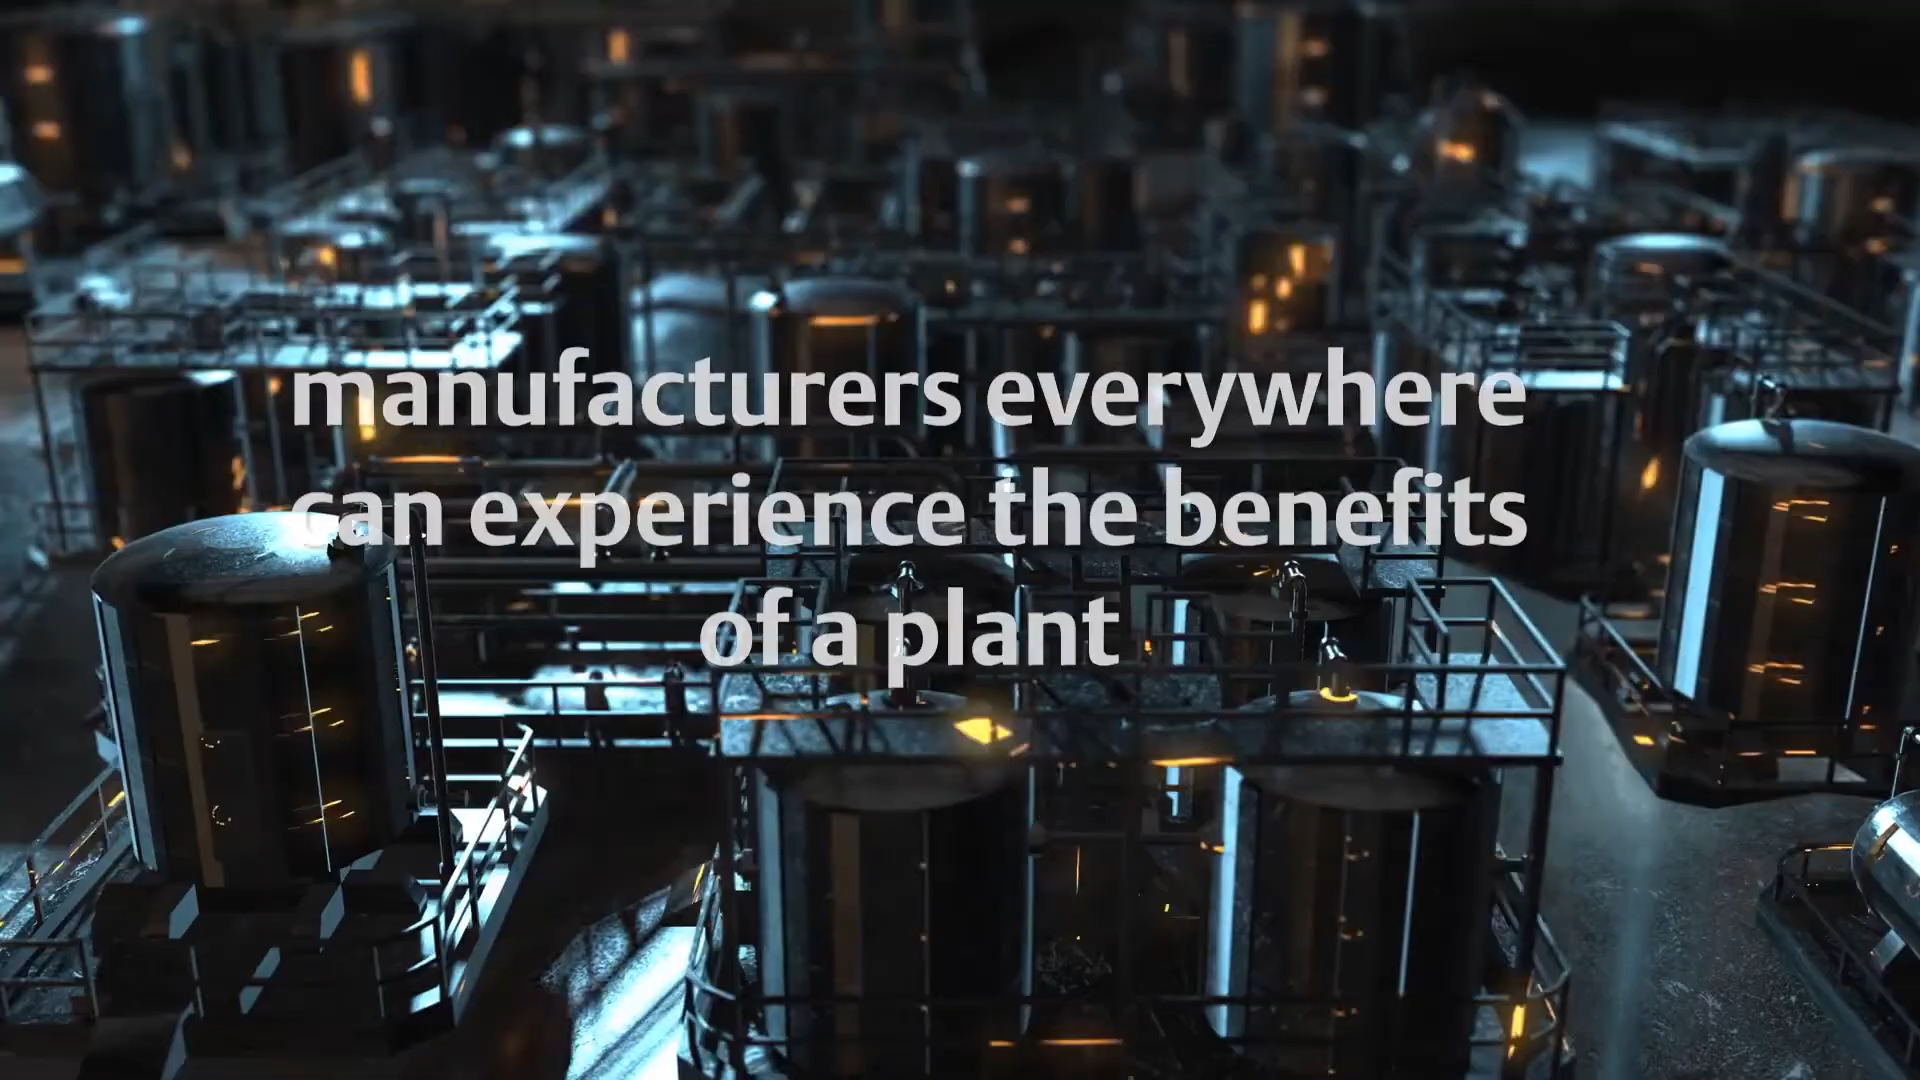 manufacturers everywhere
can experience the benefits
of a plant